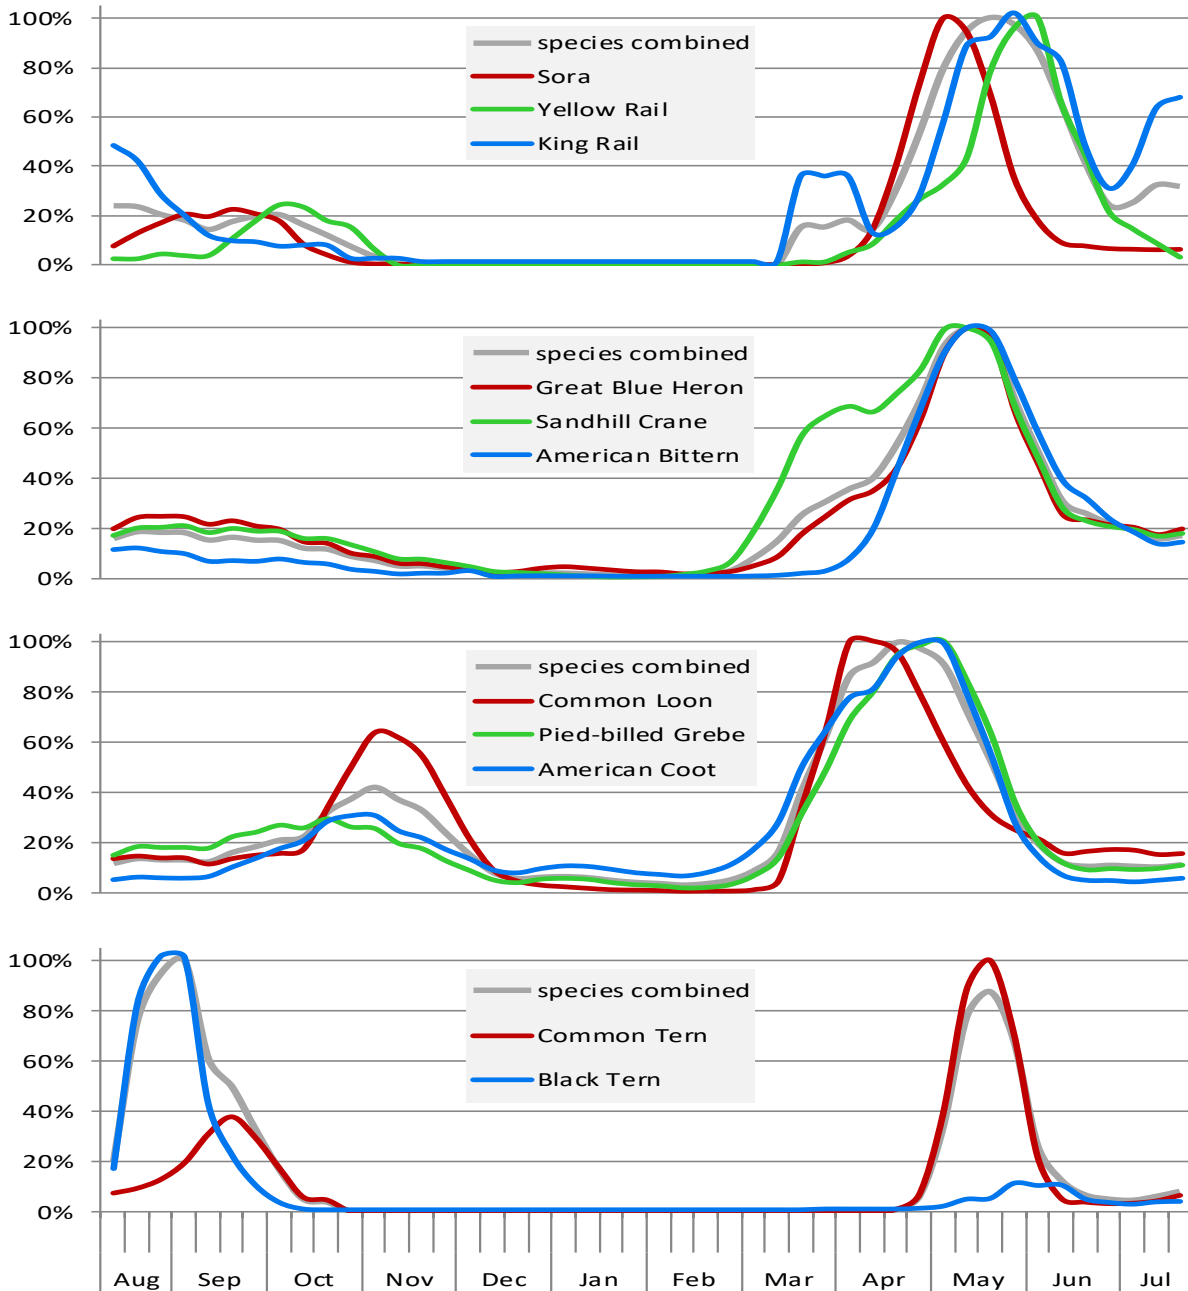 100%
80%
60%
40%
20%
0%
species combined
Sora
Yellow Rail
King Rail
100%
80%
60%
40%
20%
0%
species combined
Great Blue Heron
Sandhill Crane
American Bittern
100%
80%
60%
40%
20%
0%
species combined
Common Loon
Pied-billed Grebe
American Coot
100%
80%
60%
40%
20%
0%
species combined
Common Tern
Black Tern
Aug Sep Oct Nov Dec Jan Feb Mar Apr May Jun Jul